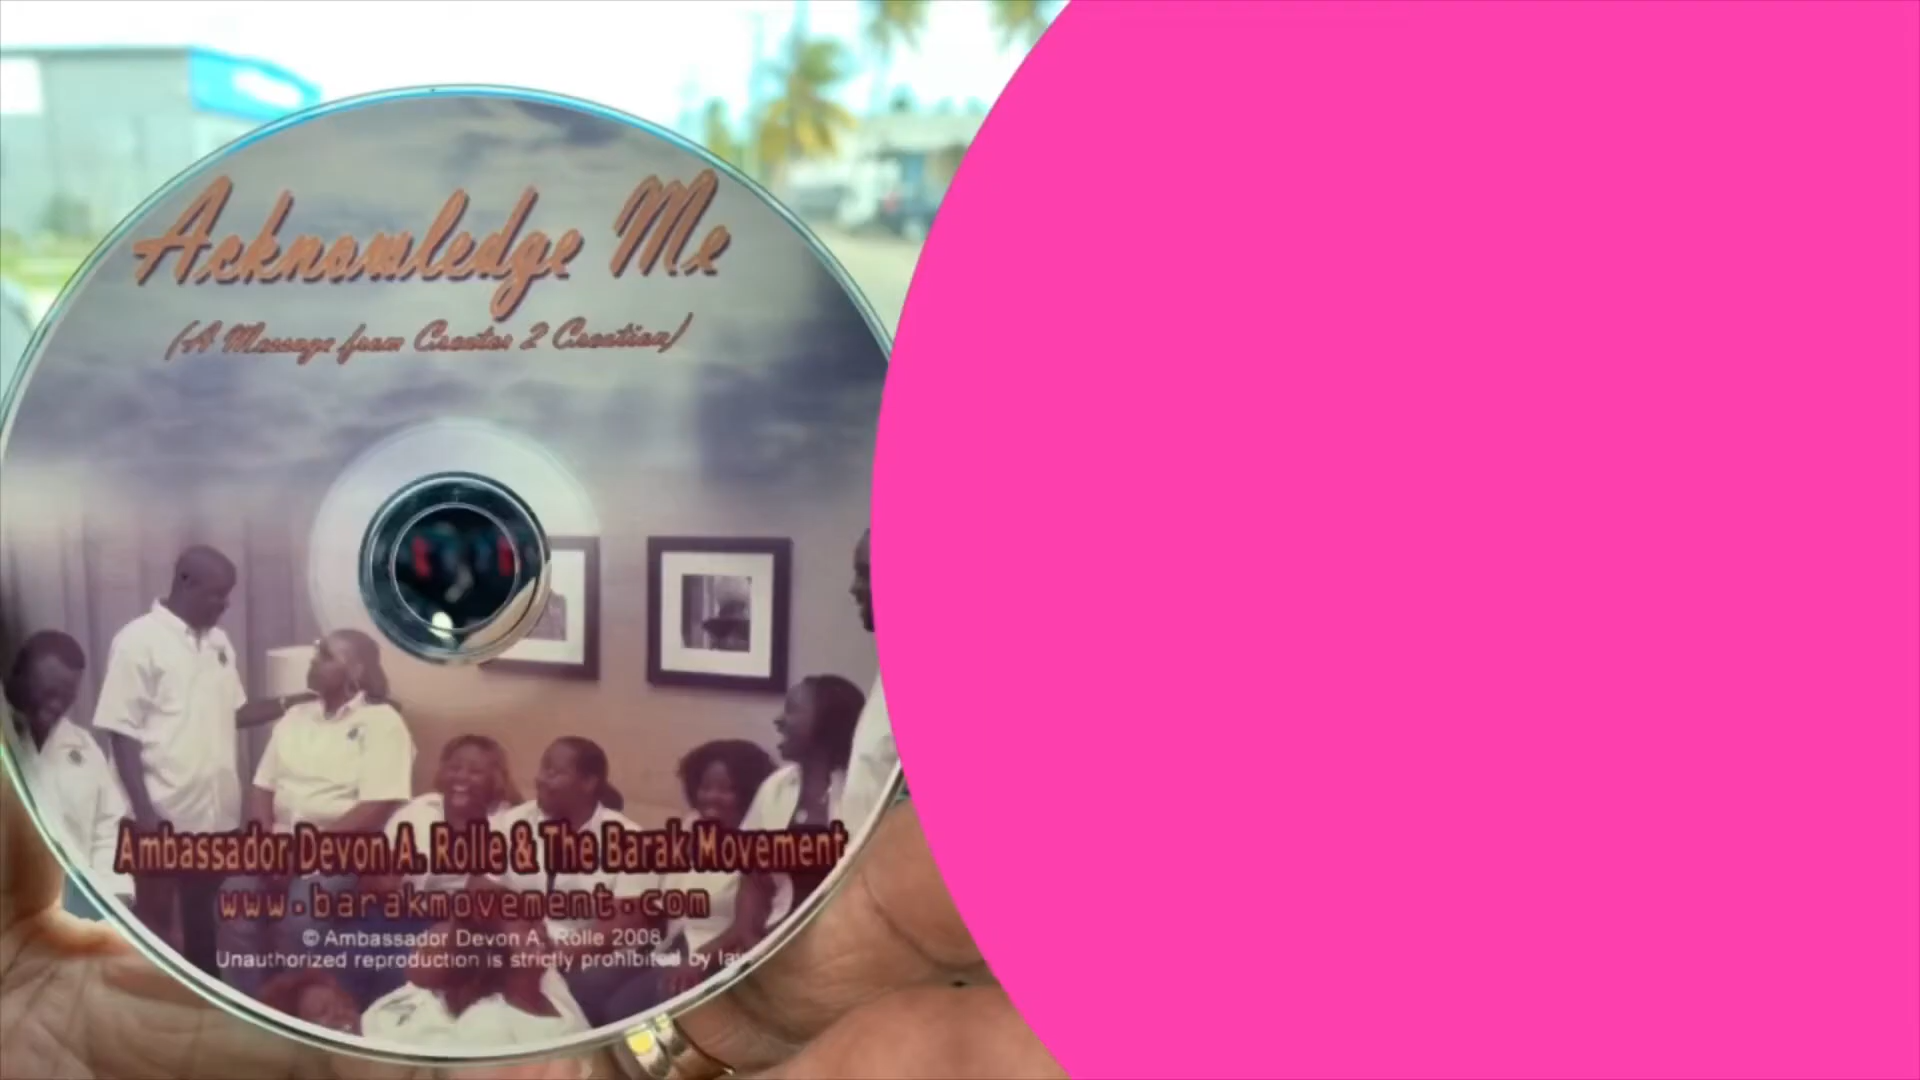 Acknowledge Me
(A Message from Creator 2 Creation)
Ambassador Devon A. Rolle & The Barak Movement
www.barakmovement.com
© Ambassador Devon A. Rolle 2008
Unauthorized reproduction is strictly prohibited by law